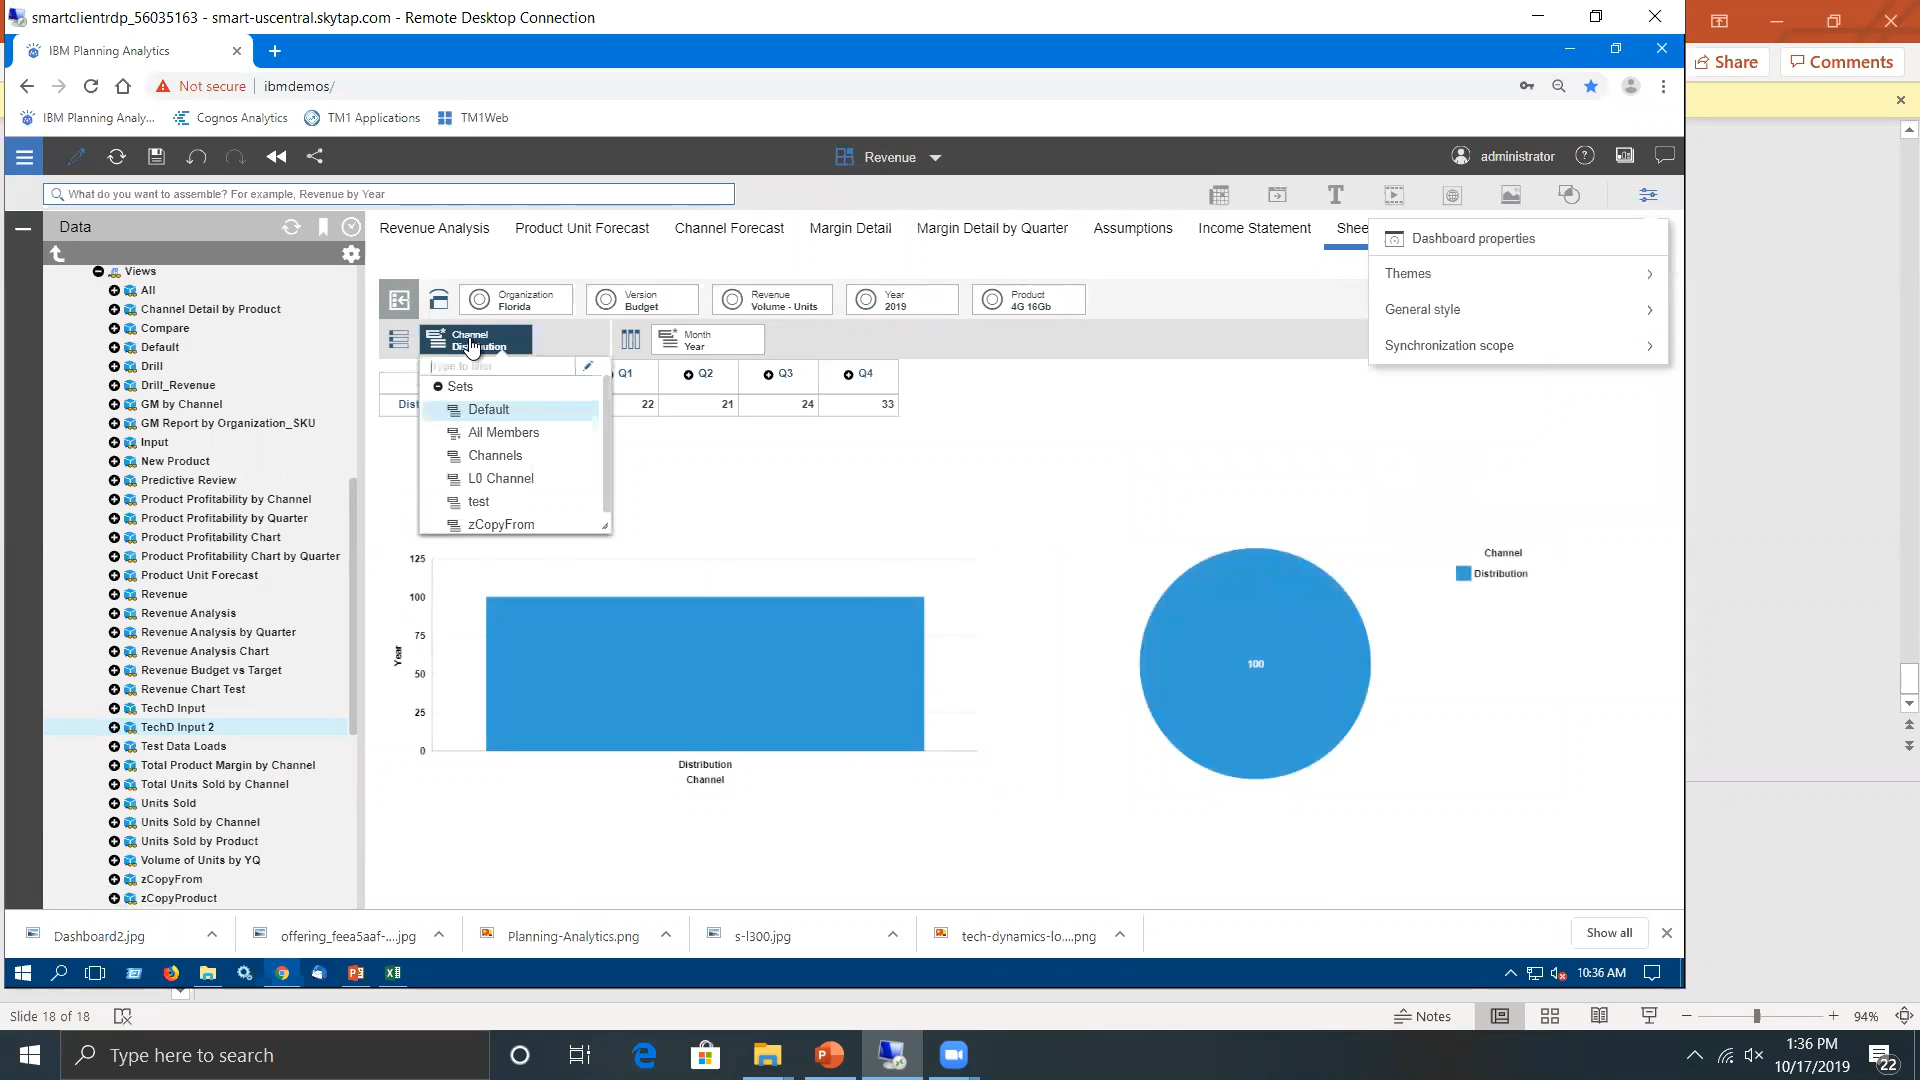 smartclientrdp_56035163 - smart-uscentral.skytap.com - Remote Desktop Connection
IBM Planning Analytics
Share
Comments
Not secure
ibmdemos/
IBM Planning Analy...
Cognos Analytics
TM1 Applications
TM1Web
Revenue
administrator
What do you want to assemble? For example, Revenue by Year
Data
Revenue Analysis
Product Unit Forecast
Channel Forecast
Margin Detail
Margin Detail by Quarter
Assumptions
Income Statement
Shee
Dashboard properties
Themes
General style
Synchronization scope
Organization
Florida
Version
Budget
Revenue
Volume - Units
Year
2019
Product
4G 16Gb
Channel
Distribution
Month
Year
Type to filter
Q1
Q2
Q3
Q4
Dist
22
21
24
33
Sets
Default
All Members
Channels
L0 Channel
test
zCopyFrom
Views
All
Channel Detail by Product
Compare
Default
Drill
Drill_Revenue
GM by Channel
GM Report by Organization_SKU
Input
New Product
Predictive Review
Product Profitability by Channel
Product Profitability by Quarter
Product Profitability Chart
Product Profitability Chart by Quarter
Product Unit Forecast
Revenue
Revenue Analysis
Revenue Analysis by Quarter
Revenue Analysis Chart
Revenue Budget vs Target
Revenue Chart Test
TechD Input
TechD Input 2
Test Data Loads
Total Product Margin by Channel
Total Units Sold by Channel
Units Sold
Units Sold by Channel
Units Sold by Product
Volume of Units by YQ
zCopyFrom
zCopyProduct
125
100
75
50
25
0
Year
Distribution
Channel
100
Channel
Distribution
Dashboard2.jpg
offering_feea5aaf-....jpg
Planning-Analytics.png
s-l300.jpg
tech-dynamics-lo....png
Show all
10:36 AM
Slide 18 of 18
Notes
94%
Type here to search
1:36 PM
10/17/2019
22